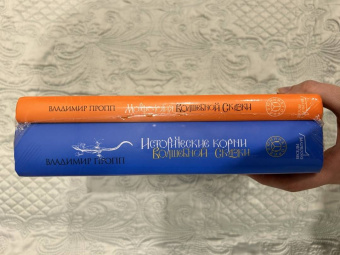 ВЛАДИМИР ПРОПП
МОРФОЛОГИЯ ВОЛШЕБНОЙ СКАЗКИ
ВЛАДИМИР ПРОПП
ИСТОРИЧЕСКИЕ КОРНИ
ВОЛШЕБНОЙ СКАЗКИ